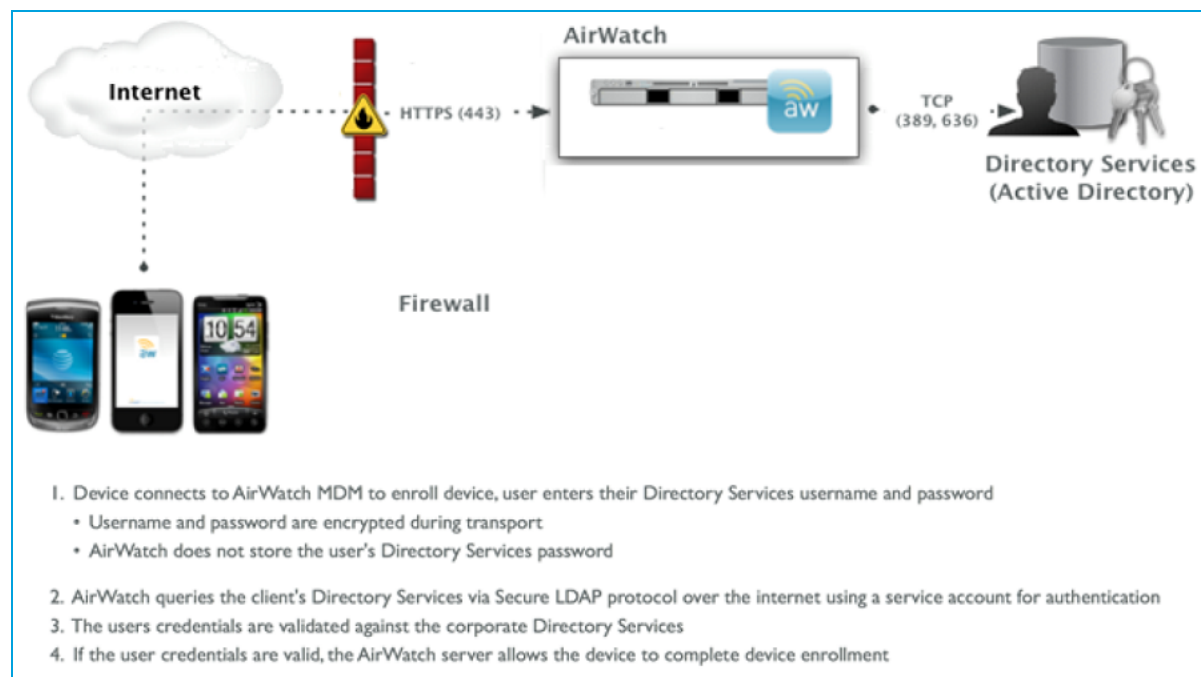 AirWatch
Internet
HTTPS (443)
aw
TCP
(389, 636)
Directory Services
(Active Directory)
Firewall
aw
10 54
1. Device connects to AirWatch MDM to enroll device, user enters their Directory Services username and password
• Username and password are encrypted during transport
• AirWatch does not store the user's Directory Services password
2. AirWatch queries the client's Directory Services via Secure LDAP protocol over the internet using a service account for authentication
3. The users credentials are validated against the corporate Directory Services
4. If the user credentials are valid, the AirWatch server allows the device to complete device enrollment